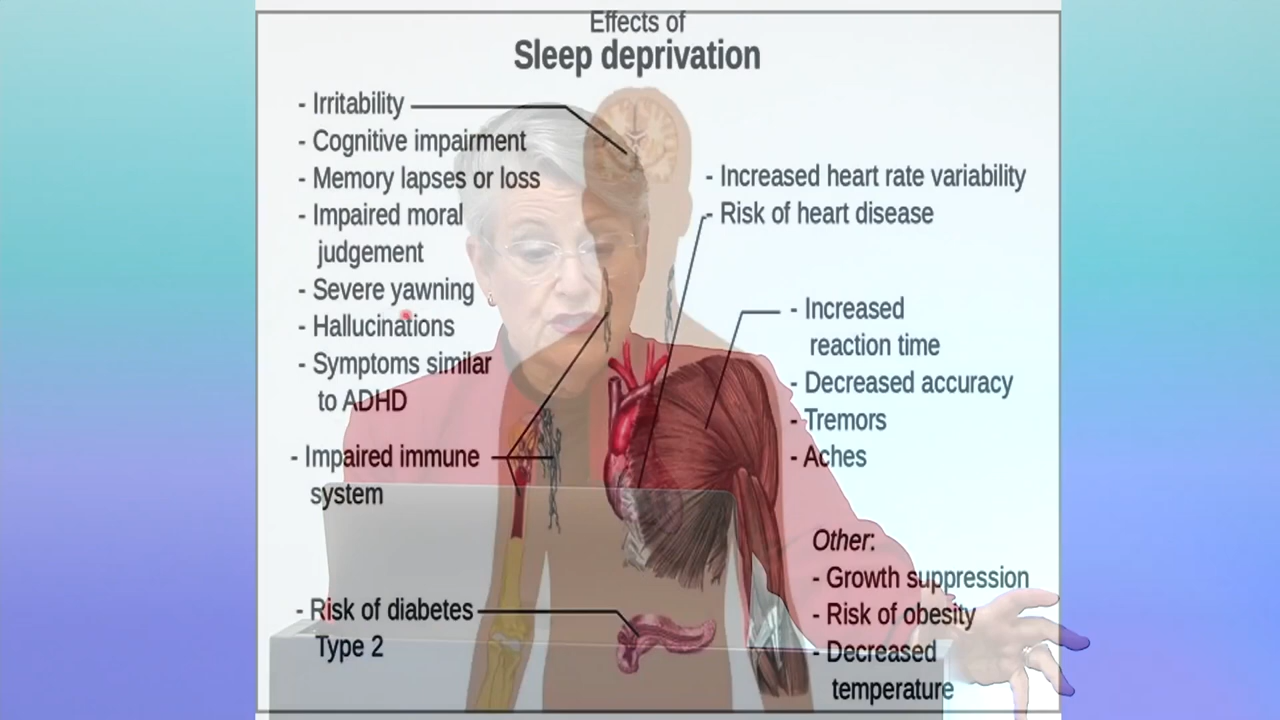 Effects of
Sleep deprivation
- Irritability
- Cognitive impairment
- Memory lapses or loss
- Impaired moral
judgement
- Severe yawning
- Hallucinations
- Symptoms similar
to ADHD
- Impaired immune
system
- Risk of diabetes
Type 2
- Increased heart rate variability
- Risk of heart disease
- Increased
reaction time
- Decreased accuracy
- Tremors
- Aches
Other:
- Growth suppression
- Risk of obesity
- Decreased
temperature